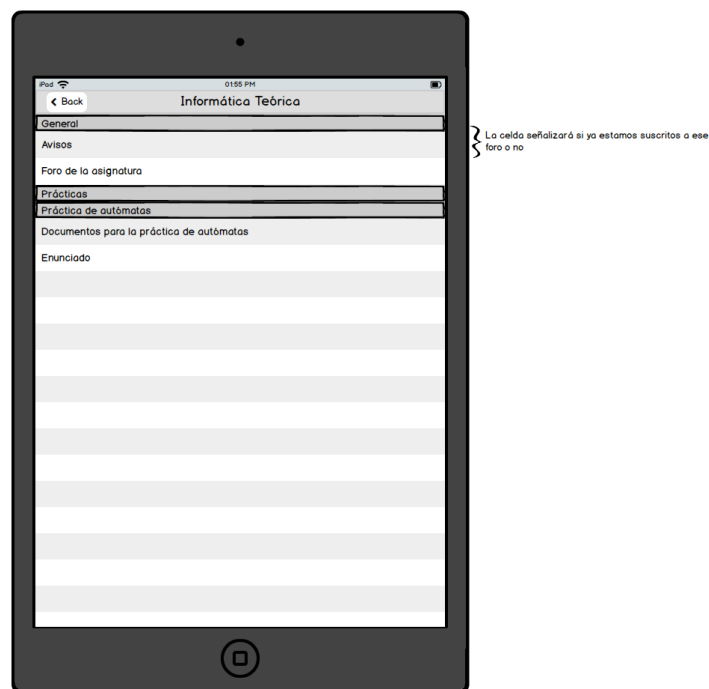 iPad 01:55 PM
Back Informática Teórica
General
Avisos
Foro de la asignatura
Prácticas
Práctica de autómatas
Documentos para la práctica de autómatas
Enunciado
La celda señalizará si ya estamos suscritos a ese
foro o no